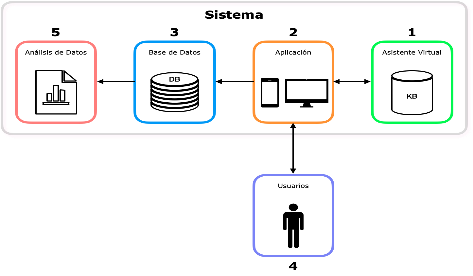 Sistema
5
3
2
1
Análisis de Datos
Base de Datos
Aplicación
Asistente Virtual
DB
KB
Usuarios
4